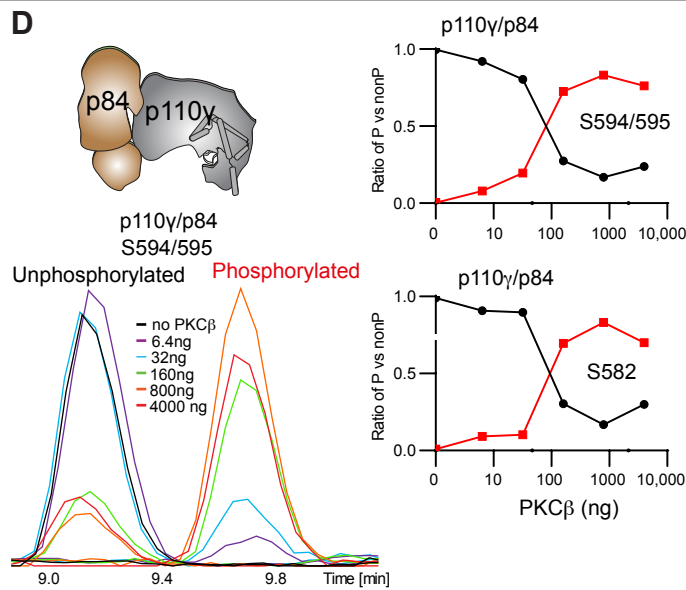 D
p84
p110γ
p110γ/p84
S594/595
Unphosphorylated
Phosphorylated
no PKCβ
6.4ng
32ng
160ng
800ng
4000 ng
9.0
9.4
9.8
Time [min]
p110γ/p84
Ratio of P vs nonP
1.0
0.5
0.0
S594/595
0
10
100
1000
10,000
p110γ/p84
Ratio of P vs nonP
1.0
0.5
0.0
S582
0
10
100
1000
10,000
PKCβ (ng)